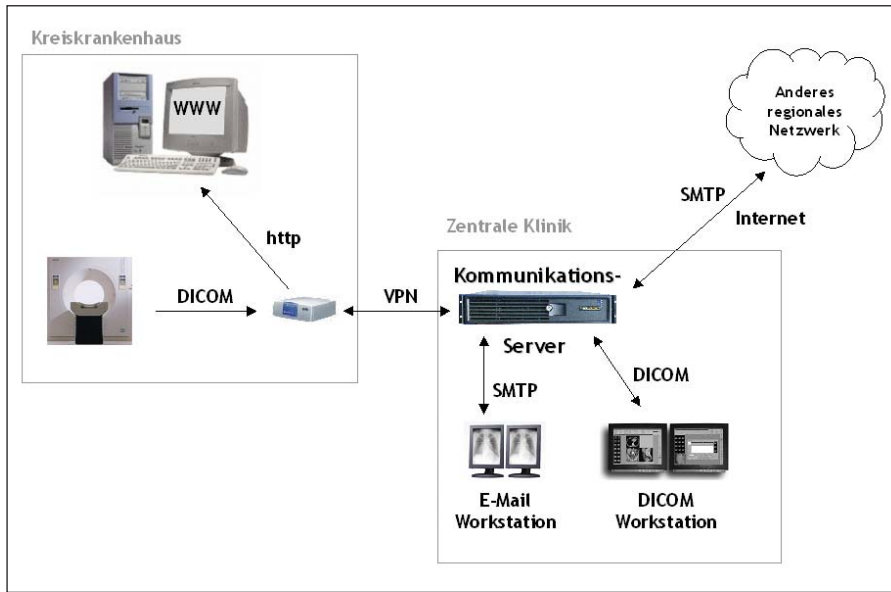 Kreiskrankenhaus
WWW
http
DICOM
VPN
Anderes
regionales
Netzwerk
SMTP
Internet
Zentrale Klinik
Kommunikations-
Server
SMTP
DICOM
E-Mail
Workstation
DICOM
Workstation